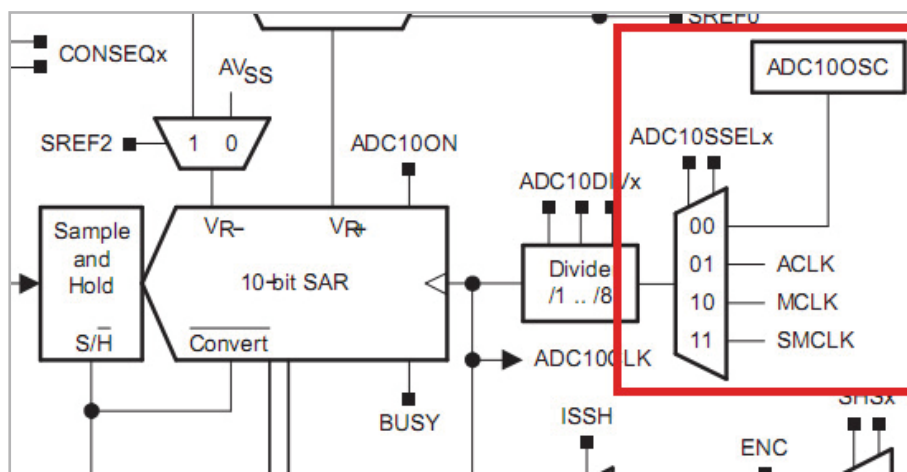 SREF0
CONSEQx
AVSS
ADC10OSC
SREF2
1 0
ADC10ON
ADC10SSELx
ADC10DIVx
Sample
and
Hold
S/H
VR−
VR+
10-bit SAR
Convert
Divider
/1 .. /8
00
01
10
11
ACLK
MCLK
SMCLK
ADC10CLK
BUSY
ISSH
SHSx
ENC